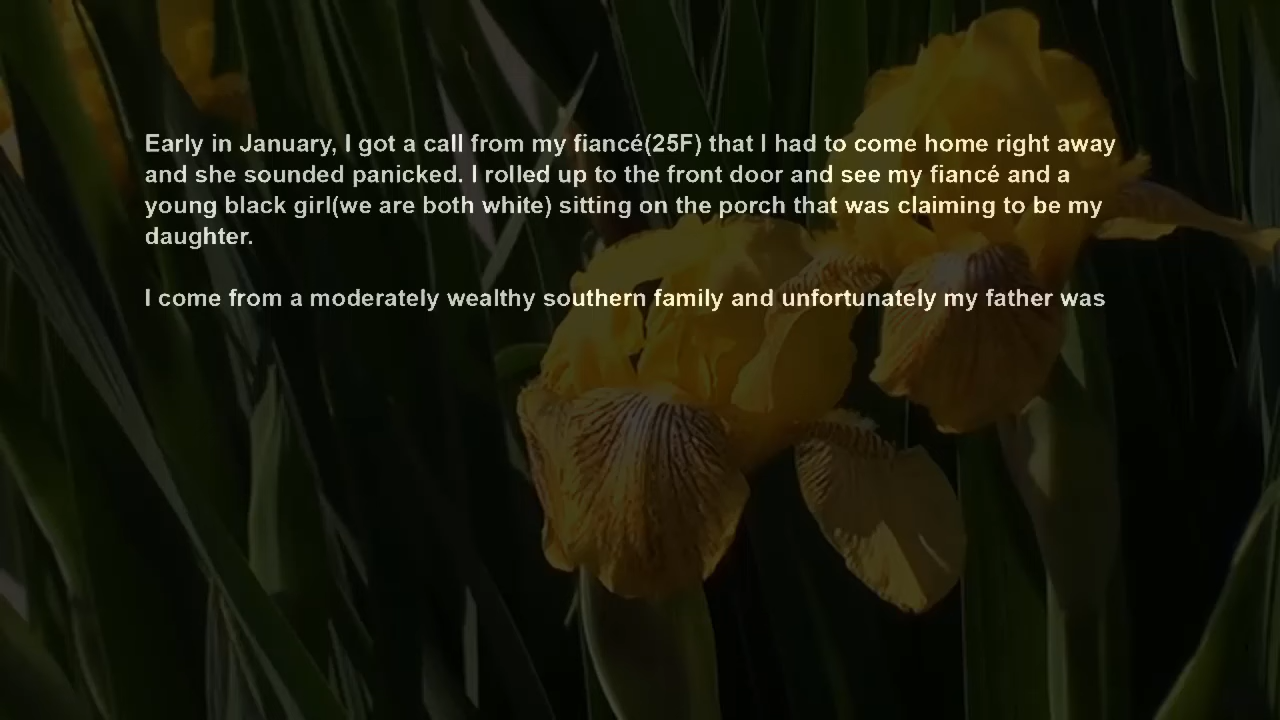 Early in January, I got a call from my fiancé(25F) that I had to come home right away
and she sounded panicked. I rolled up to the front door and see my fiancé and a
young black girl(we are both white) sitting on the porch that was claiming to be my
daughter.
I come from a moderately wealthy southern family and unfortunately my father was